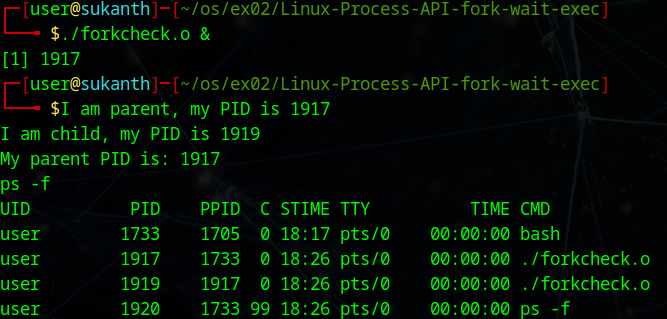 ┌─[user@sukanth]─[~/os/ex02/Linux-Process-API-fork-wait-exec]
└──╼ $./forkcheck.o &
[1] 1917
┌─[user@sukanth]─[~/os/ex02/Linux-Process-API-fork-wait-exec]
└──╼ $I am parent, my PID is 1917
I am child, my PID is 1919
My parent PID is: 1917
ps -f
UID          PID    PPID  C STIME TTY          TIME CMD
user        1733    1705  0 18:17 pts/0    00:00:00 bash
user        1917    1733  0 18:26 pts/0    00:00:00 ./forkcheck.o
user        1919    1917  0 18:26 pts/0    00:00:00 ./forkcheck.o
user        1920    1733 99 18:26 pts/0    00:00:00 ps -f